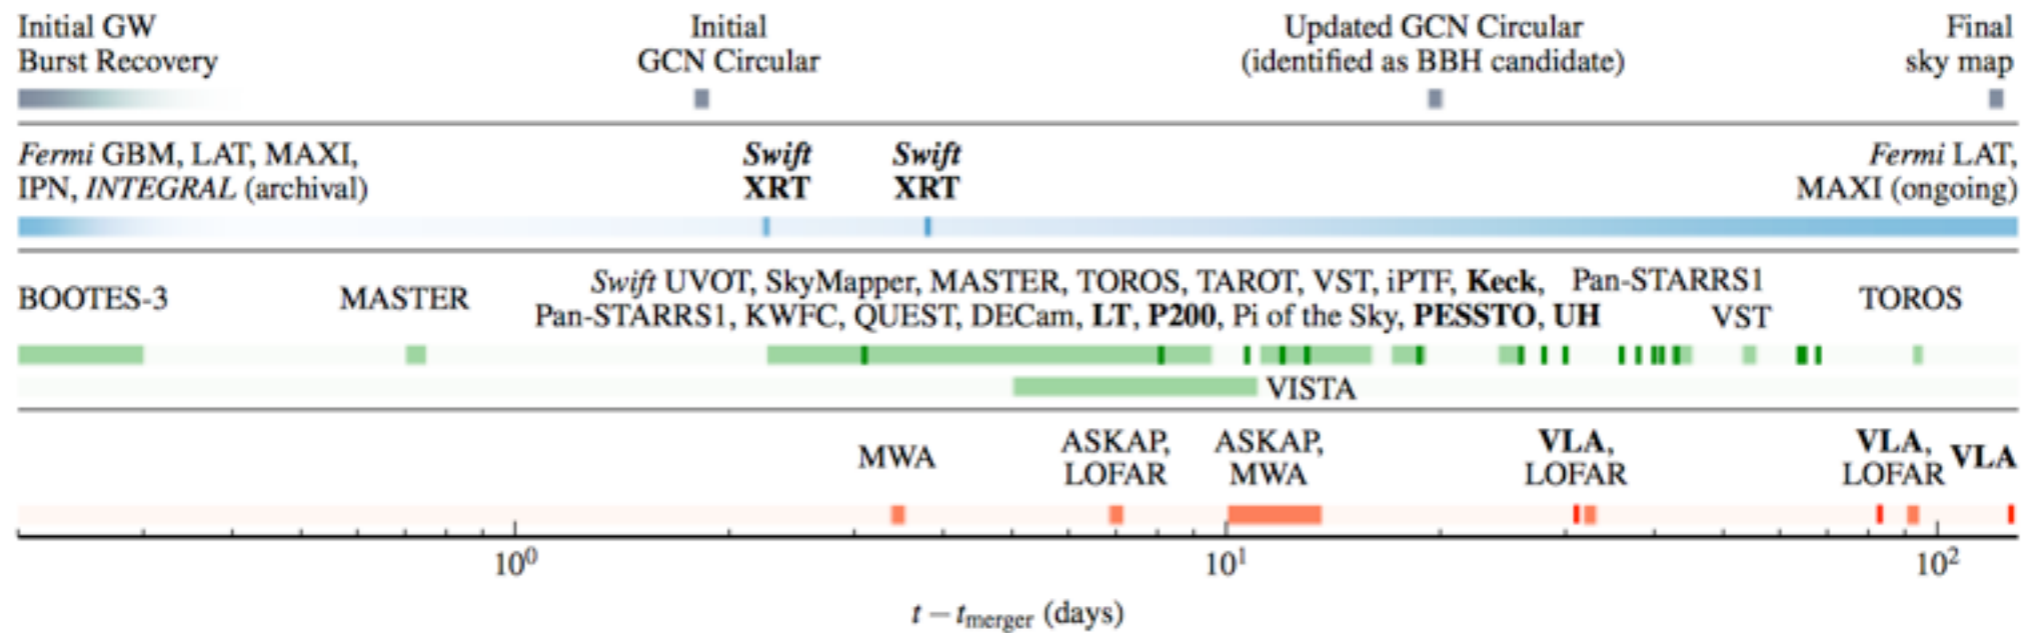 Initial GW
Burst Recovery
Initial
GCN Circular
Updated GCN Circular
(identified as BBH candidate)
Final
sky map
Fermi GBM, LAT, MAXI,
IPN, INTEGRAL (archival)
Swift
XRT
Swift
XRT
Fermi LAT,
MAXI (ongoing)
BOOTES-3
MASTER
Swift UVOT, SkyMapper, MASTER, TOROS, TAROT, VST, iPTF, Keck,
Pan-STARRS1, KWFC, QUEST, DECam, LT, P200, Pi of the Sky, PESSTO, UH
Pan-STARRS1
VST
TOROS
VISTA
MWA
ASKAP,
LOFAR
ASKAP,
MWA
VLA,
LOFAR
VLA,
LOFAR
VLA
10⁰
10¹
10²
t − tmerger (days)